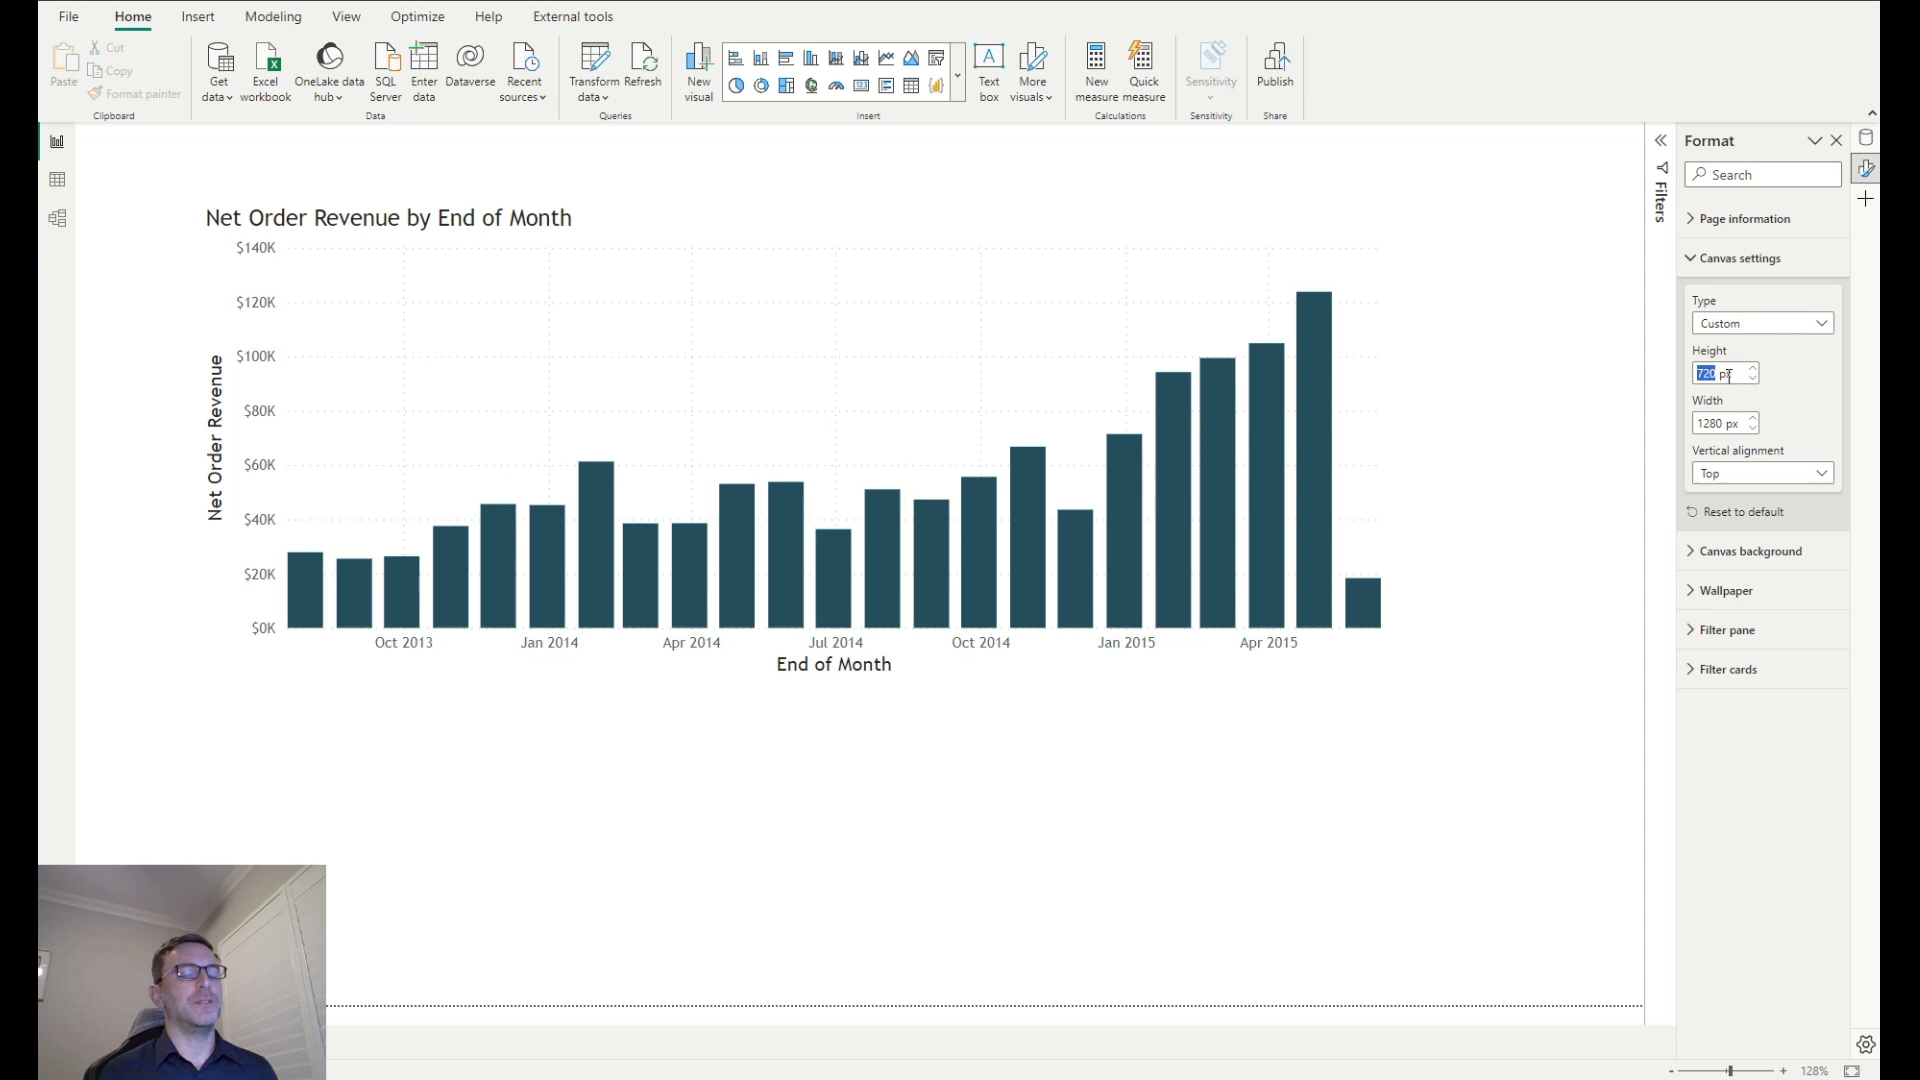 File Home Insert Modeling View Optimize Help External tools
Paste Cut
Copy
Format painter
Get data Excel workbook OneLake data hub SQL Server Enter data Dataverse Recent sources Transform data Refresh New visual Text box More visuals New measure Quick measure Sensitivity Publish
Clipboard Data Queries Insert Calculations Sensitivity Share
Net Order Revenue by End of Month
Net Order Revenue
$140K
$120K
$100K
$80K
$60K
$40K
$20K
$0K
Oct 2013 Jan 2014 Apr 2014 Jul 2014 Oct 2014 Jan 2015 Apr 2015
End of Month
Filters
Format
Search
Page information
Canvas settings
Type
Custom
Height
720 px
Width
1280 px
Vertical alignment
Top
Reset to default
Canvas background
Wallpaper
Filter pane
Filter cards
- + 128%